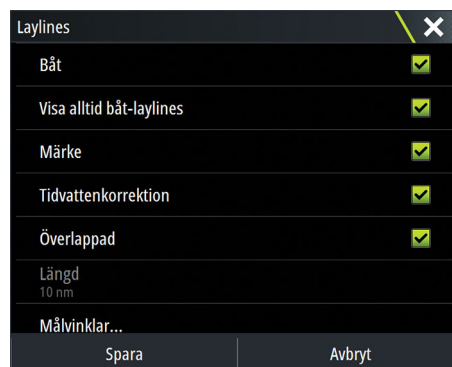 Laylines
Båt
Visa alltid båt-laylines
Märke
Tidvattenkorrektion
Överlappad
Längd
10 nm
Målvinklar...
Spara
Avbryt